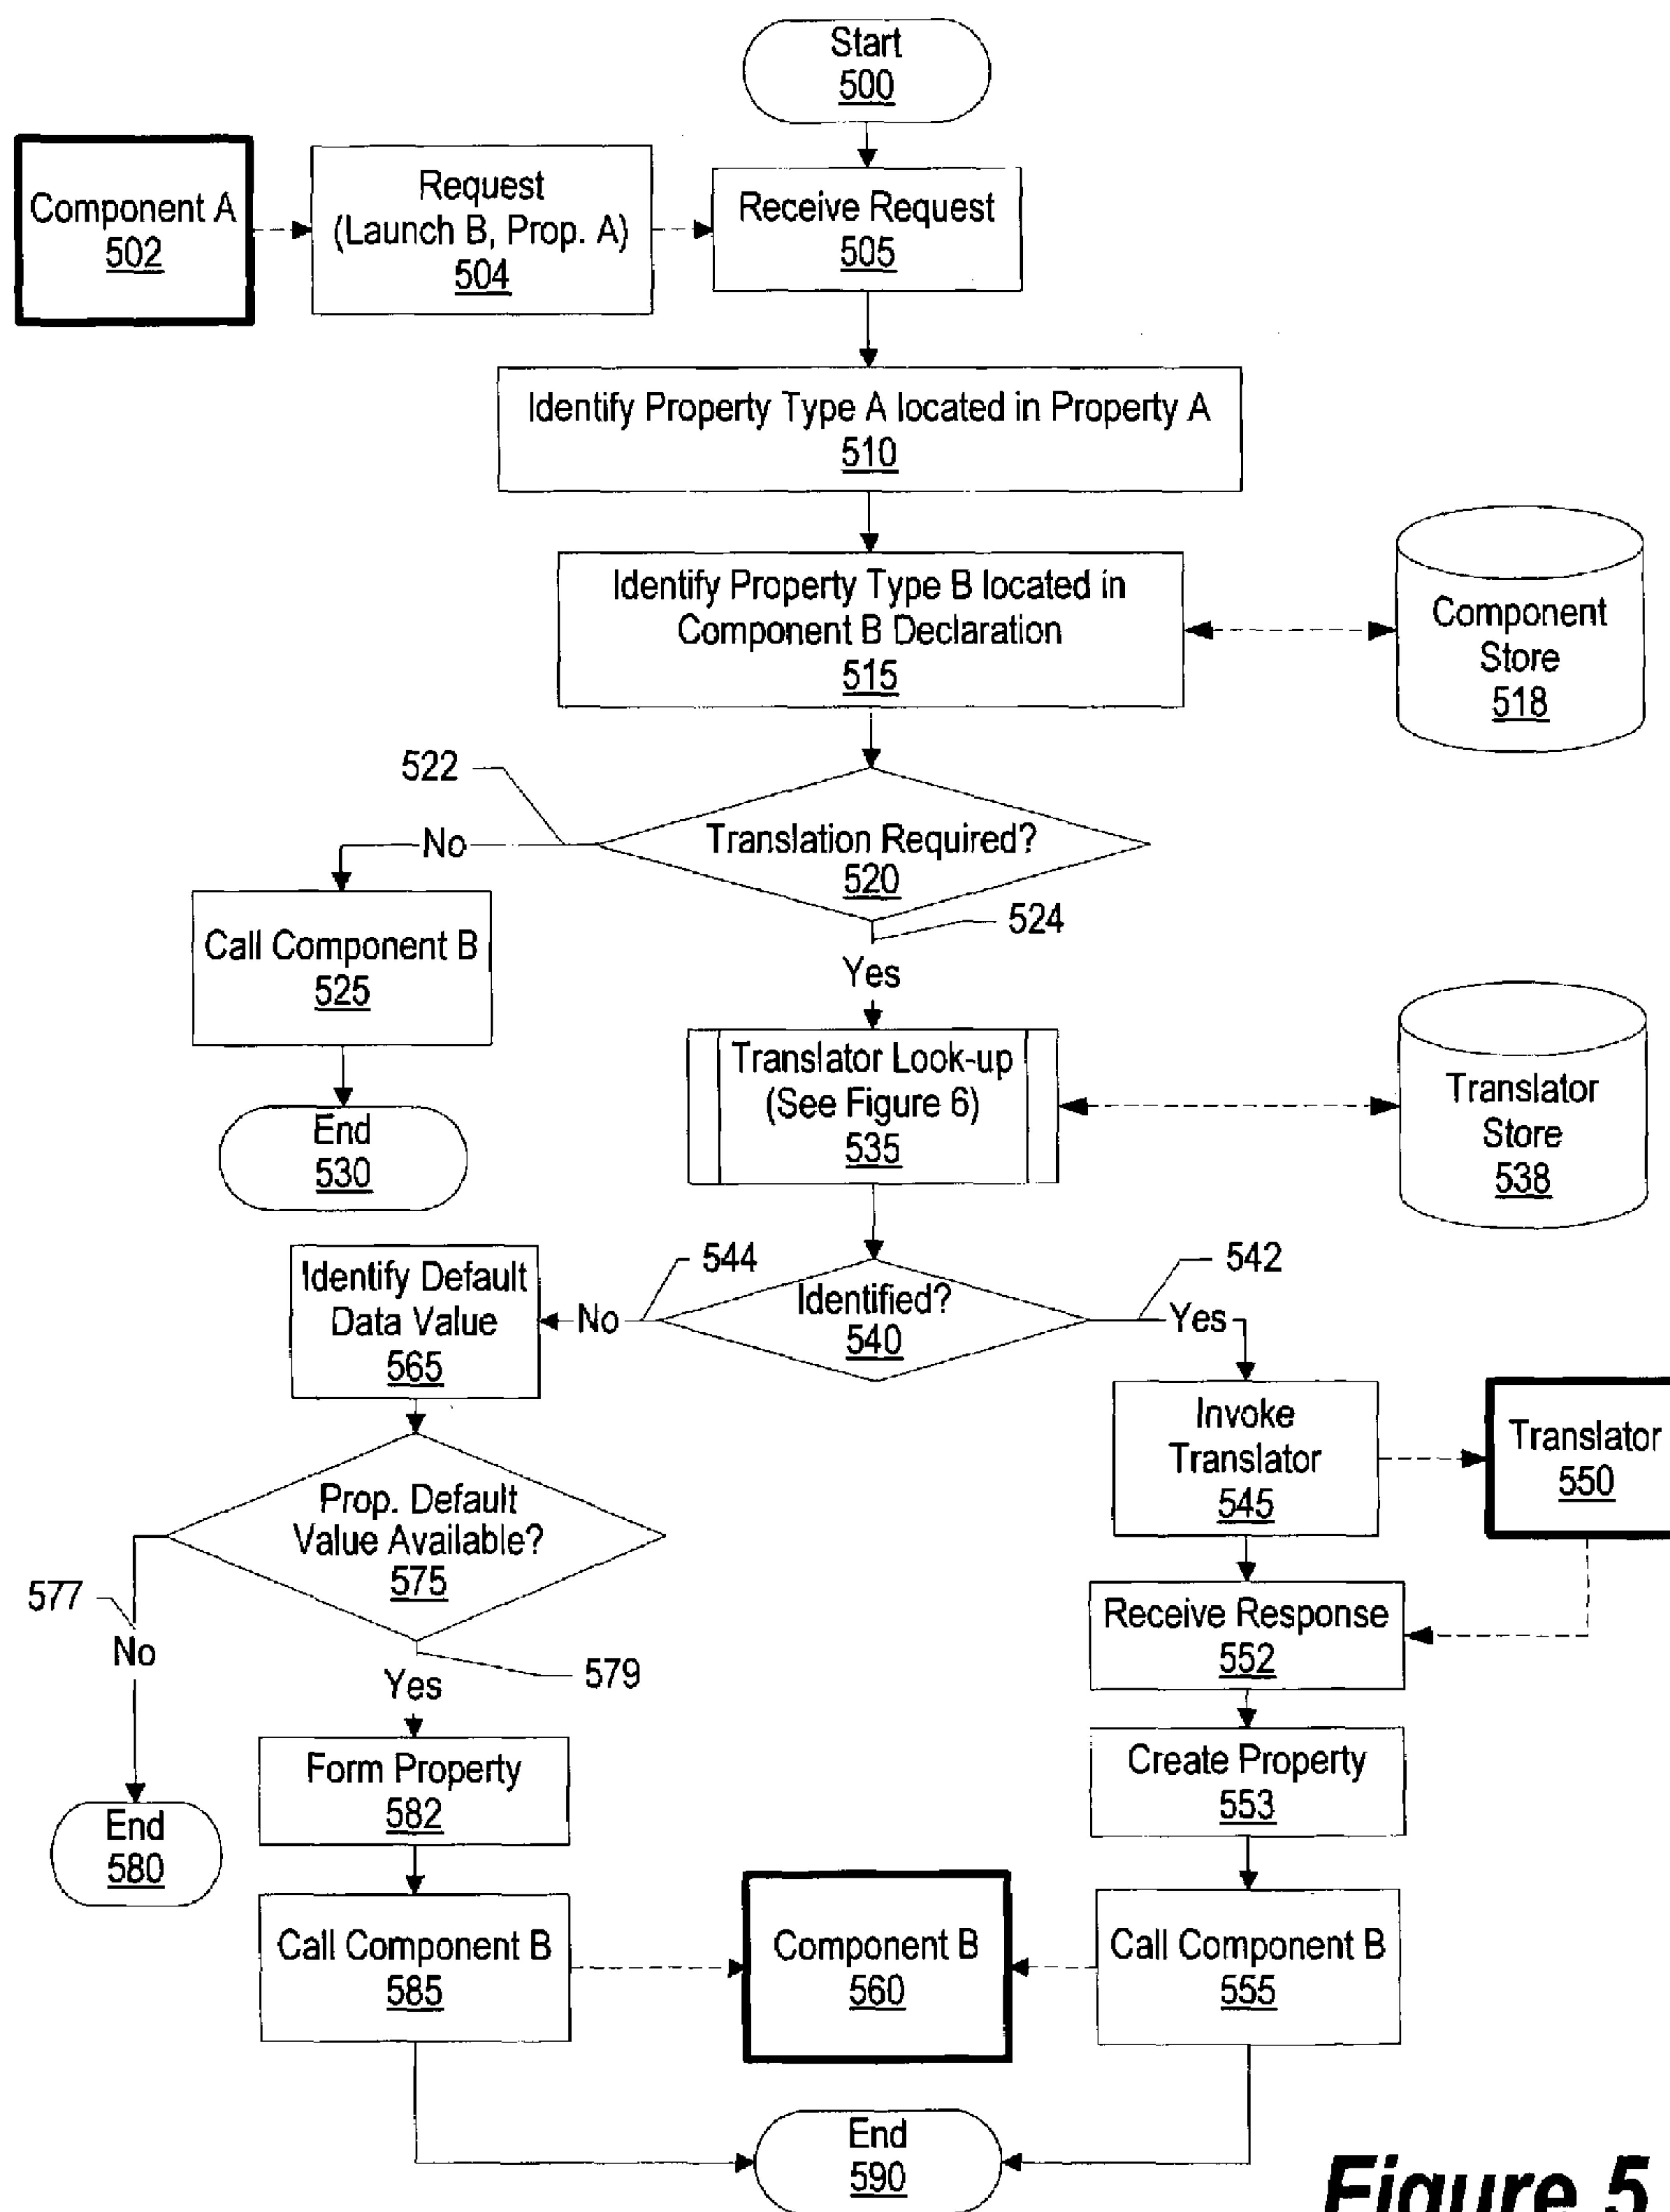 Start
500
Component A
502
Request
(Launch B, Prop. A)
504
Receive Request
505
Identify Property Type A located in Property A
510
Identify Property Type B located in
Component B Declaration
515
Component
Store
518
522
No
Translation Required?
520
524
Yes
Call Component B
525
End
530
Translator Look-up
(See Figure 6)
535
Translator
Store
538
Identify Default
Data Value
565
544
No
Identified?
540
542
Yes
Invoke
Translator
545
Translator
550
Prop. Default
Value Available?
575
577
No
579
Yes
Receive Response
552
End
580
Form Property
582
Create Property
553
Call Component B
585
Component B
560
Call Component B
555
End
590
Figure 5